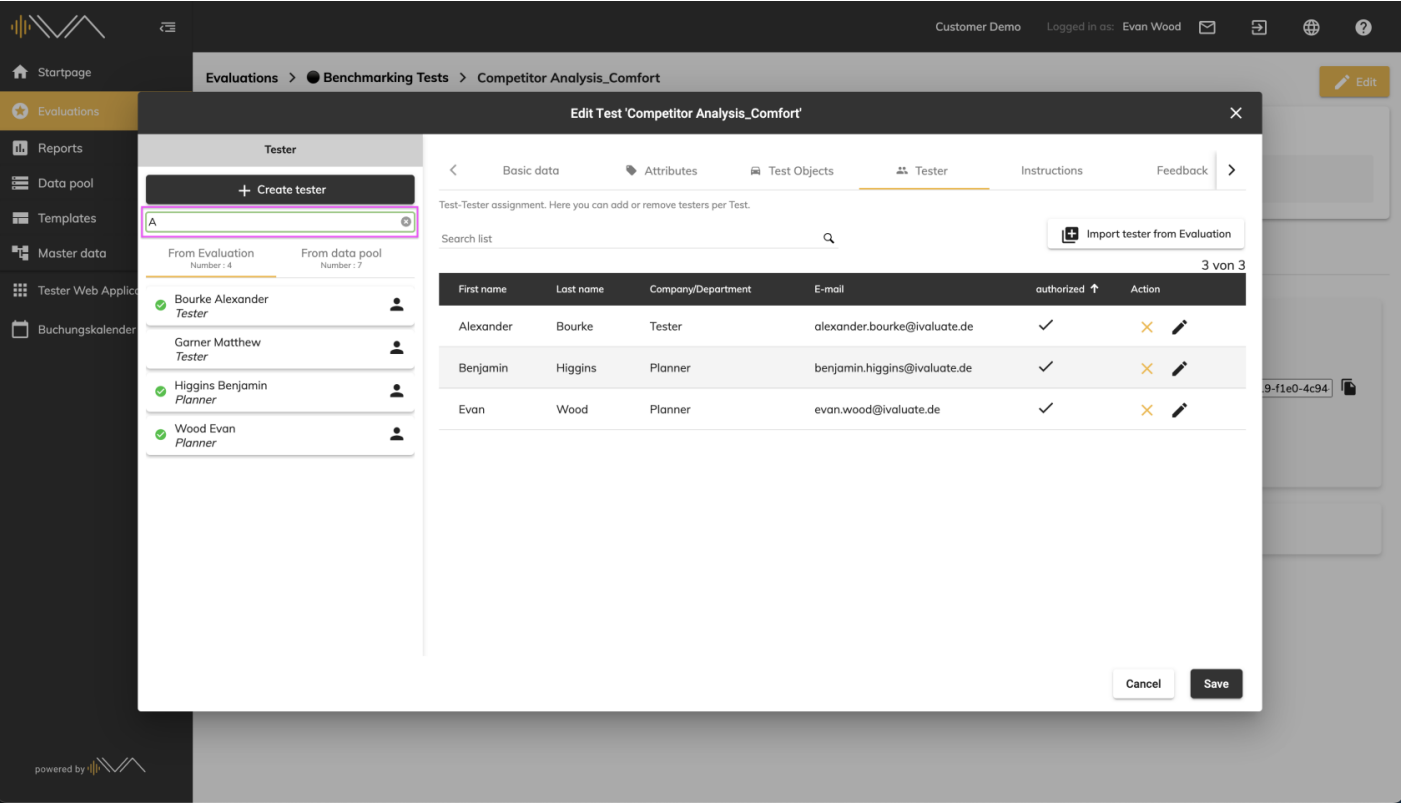 Customer Demo Logged in as: Evan Wood
Startpage
Evaluations
Reports
Data pool
Templates
Master data
Tester Web Applic
Buchungskalender
powered by
Evaluations > Benchmarking Tests > Competitor Analysis_Comfort
Edit
Edit Test 'Competitor Analysis_Comfort'
Tester
+ Create tester
A
From Evaluation
Number : 4
From data pool
Number : 7
Bourke Alexander
Tester
Garner Matthew
Tester
Higgins Benjamin
Planner
Wood Evan
Planner
Basic data Attributes Test Objects Tester Instructions Feedback
Test-Tester assignment. Here you can add or remove testers per Test.
Search list
Import tester from Evaluation
3 von 3
First name Last name Company/Department E-mail authorized Action
Alexander Bourke Tester alexander.bourke@ivaluate.de
Benjamin Higgins Planner benjamin.higgins@ivaluate.de
Evan Wood Planner evan.wood@ivaluate.de
9-f1e0-4c94-
Cancel Save